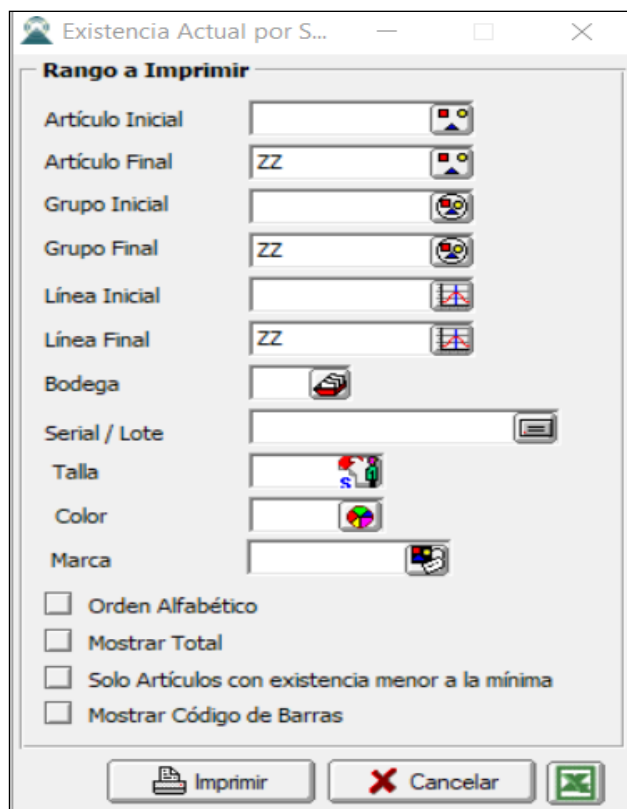 Existencia Actual por S...
Rango a Imprimir
Artículo Inicial
Artículo Final ZZ
Grupo Inicial
Grupo Final ZZ
Línea Inicial
Línea Final ZZ
Bodega
Serial / Lote
Talla
Color
Marca
Orden Alfabético
Mostrar Total
Solo Artículos con existencia menor a la mínima
Mostrar Código de Barras
Imprimir Cancelar